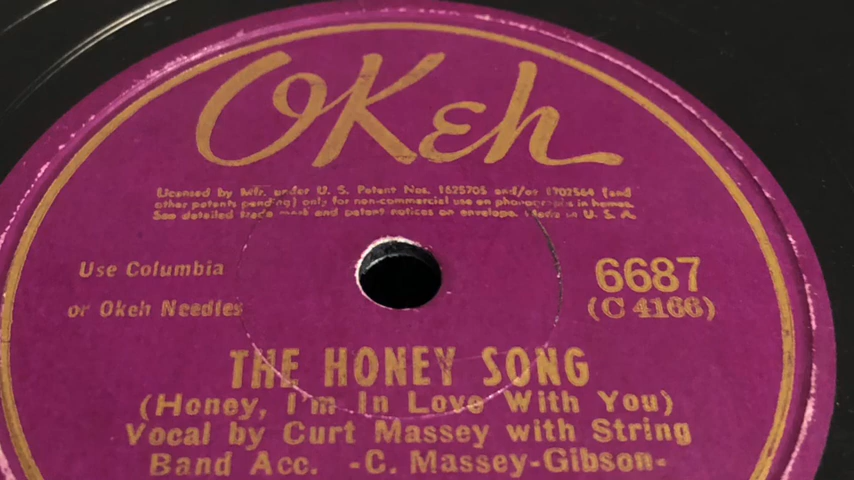 OKeh
Licensed by Mfr. under U. S. Patent Nos. 1625705 and/or 1702564 (and
other patents pending) only for non-commercial use on phonographs in homes.
See detailed trade mark and patent notices on envelope. Made in U. S. A.
Use Columbia
or Okeh Needles
6687
(C 4166)
THE HONEY SONG
(Honey, I'm In Love With You)
Vocal by Curt Massey with String
Band Acc. -C. Massey-Gibson-